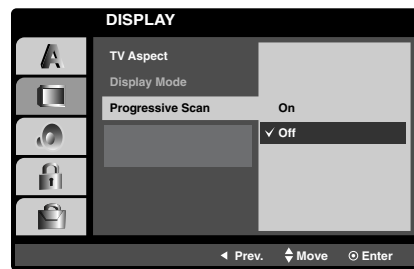 DISPLAY
A
TV Aspect
Display Mode
Progressive Scan
On
✓ Off
◄ Prev.
Move
Enter